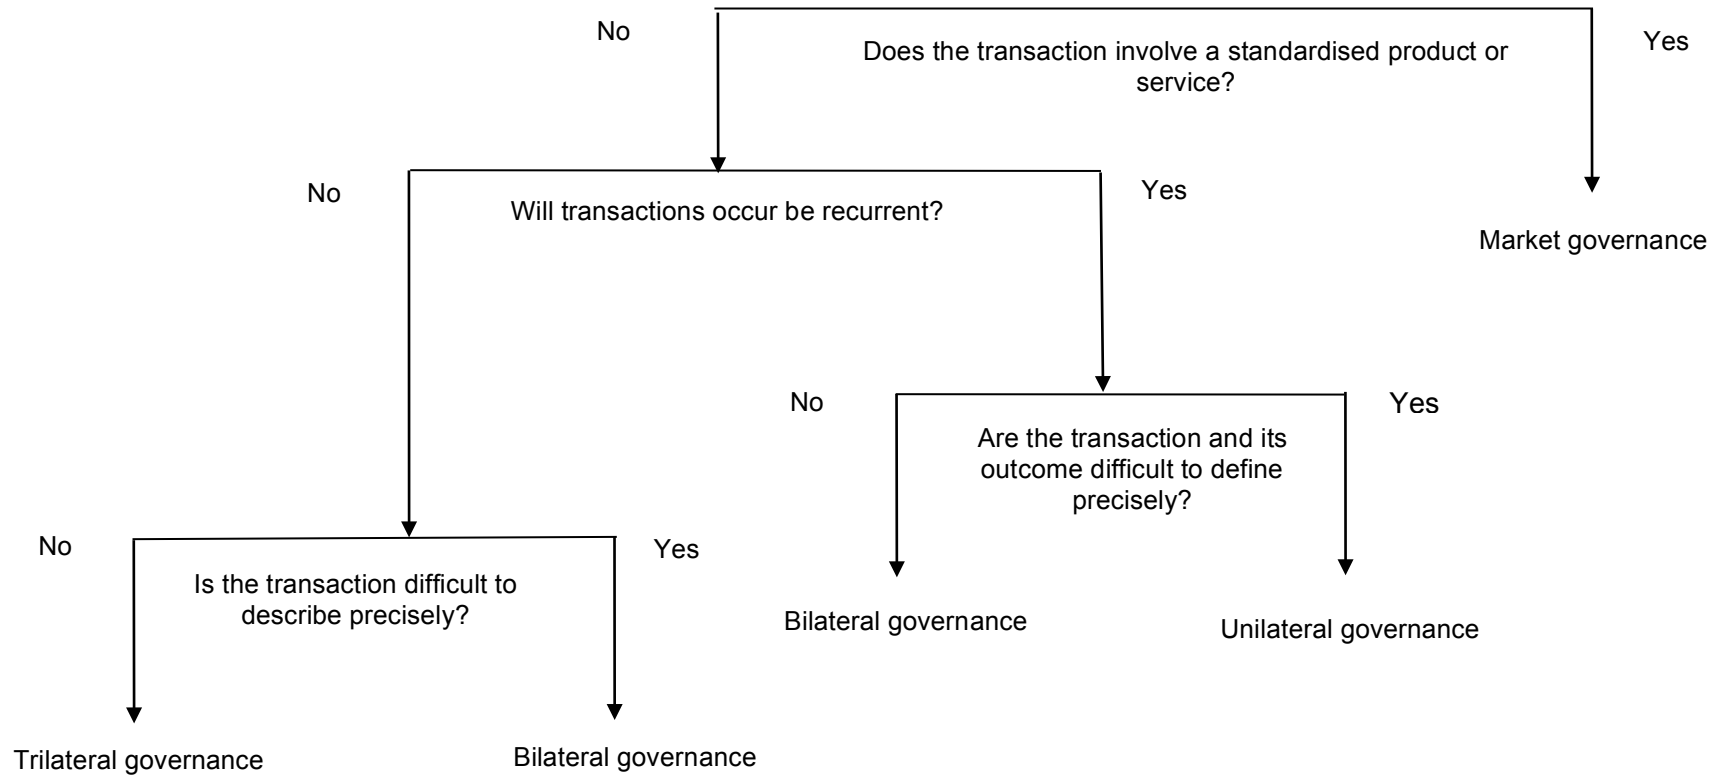 No
Does the transaction involve a standardised product or
service?
Yes
No
Will transactions occur be recurrent?
Yes
Market governance
No
Are the transaction and its
outcome difficult to define
precisely?
Yes
No
Is the transaction difficult to
describe precisely?
Yes
Bilateral governance
Unilateral governance
Trilateral governance
Bilateral governance